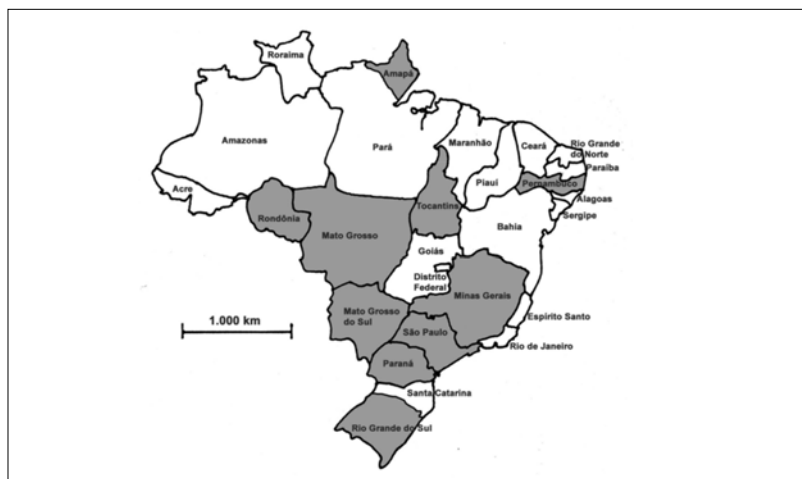 Roraima
Amapá
Amazonas
Pará
Maranhão
Ceará
Rio Grande
do Norte
Paraíba
Piauí
Pernambuco
Acre
Alagoas
Rondônia
Tocantins
Sergipe
Mato Grosso
Bahia
Goiás
Distrito
Federal
Minas Gerais
Mato Grosso
do Sul
Espírito Santo
1.000 km
São Paulo
Rio de Janeiro
Paraná
Santa Catarina
Rio Grande do Sul